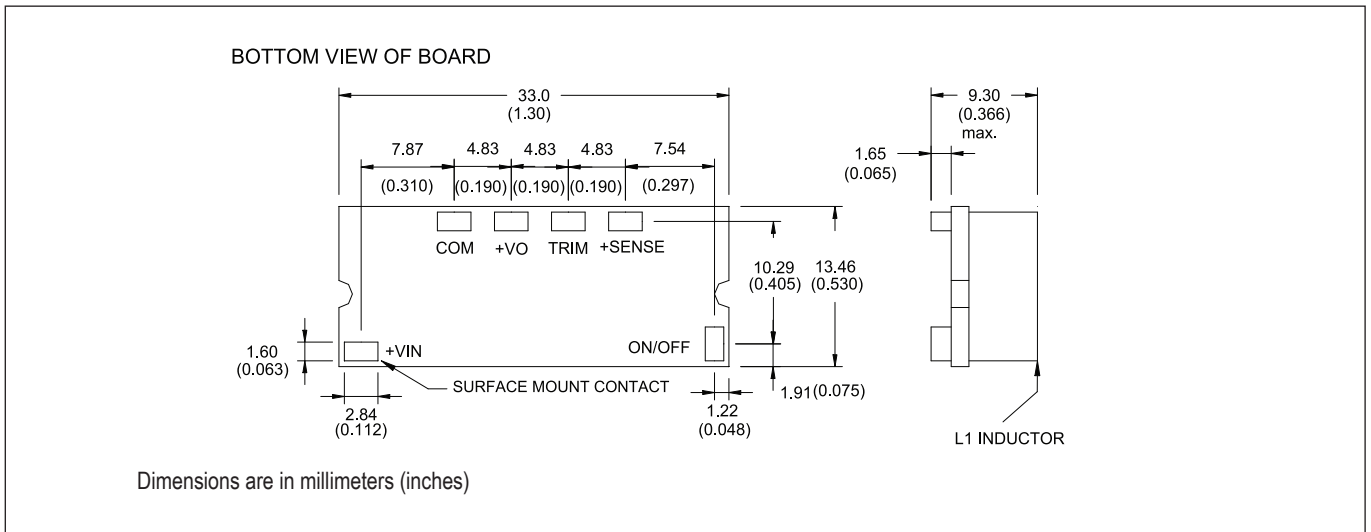 BOTTOM VIEW OF BOARD
33.0
(1.30)
9.30
(0.366)
max.
7.87 4.83 4.83 4.83 7.54
(0.310) (0.190) (0.190) (0.190) (0.297)
1.65
(0.065)
COM +VO TRIM +SENSE
10.29
(0.405)
13.46
(0.530)
1.60
(0.063)
+VIN
ON/OFF
SURFACE MOUNT CONTACT
1.91(0.075)
2.84
(0.112)
1.22
(0.048)
L1 INDUCTOR
Dimensions are in millimeters (inches)